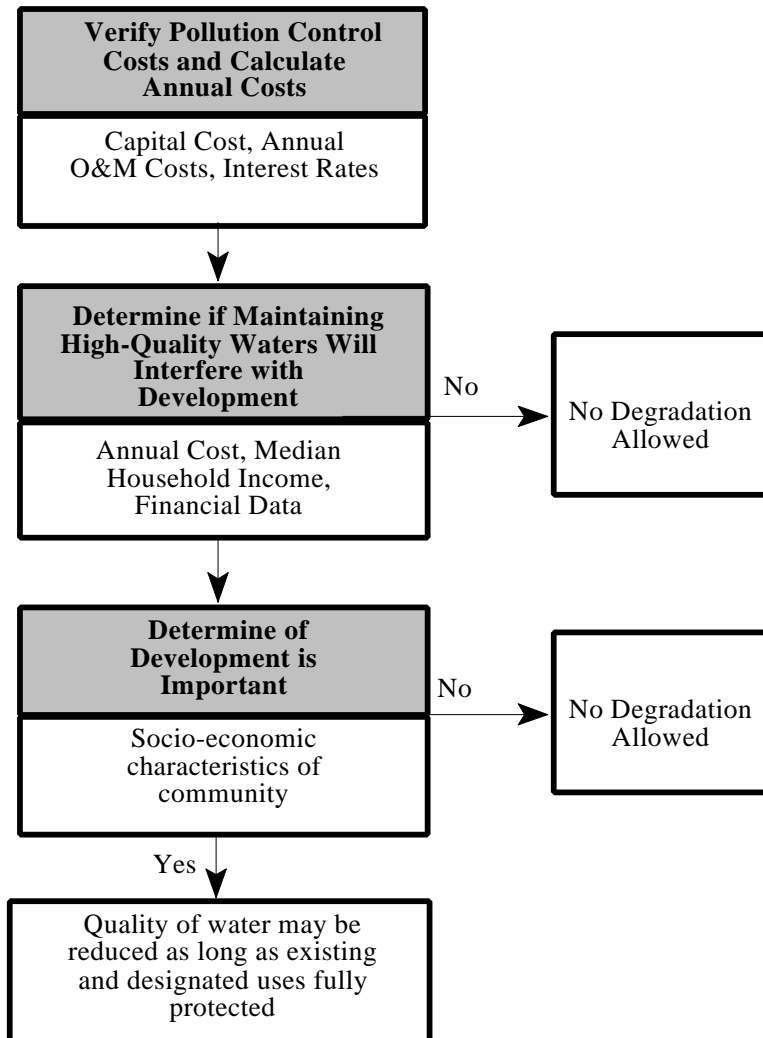 Verify Pollution Control
Costs and Calculate
Annual Costs
Capital Cost, Annual
O&M Costs, Interest Rates
Determine if Maintaining
High-Quality Waters Will
Interfere with
Development
No
No Degradation
Allowed
Annual Cost, Median
Household Income,
Financial Data
Determine of
Development is
Important
No
No Degradation
Allowed
Socio-economic
characteristics of
community
Yes
Quality of water may be
reduced as long as existing
and designated uses fully
protected